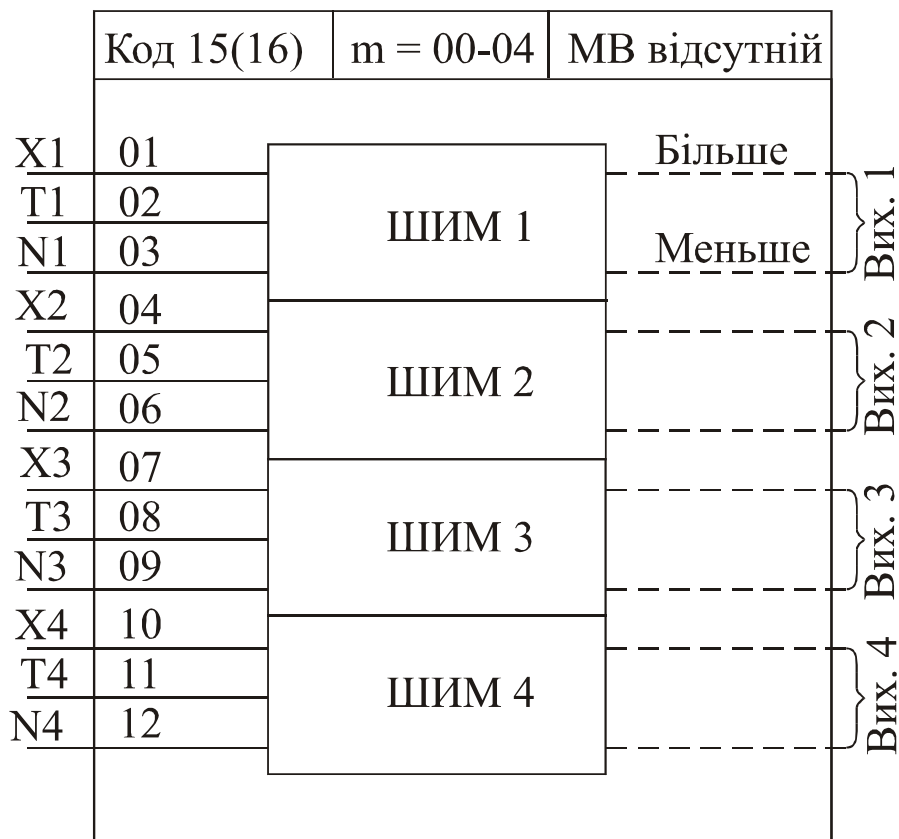 Код 15(16) m = 00-04 МВ відсутній
X1 01 Більше
T1 02
ШИМ 1 Вих. 1
N1 03 Меньше
X2 04
T2 05
ШИМ 2 Вих. 2
N2 06
X3 07
T3 08
ШИМ 3 Вих. 3
N3 09
X4 10
T4 11
ШИМ 4 Вих. 4
N4 12